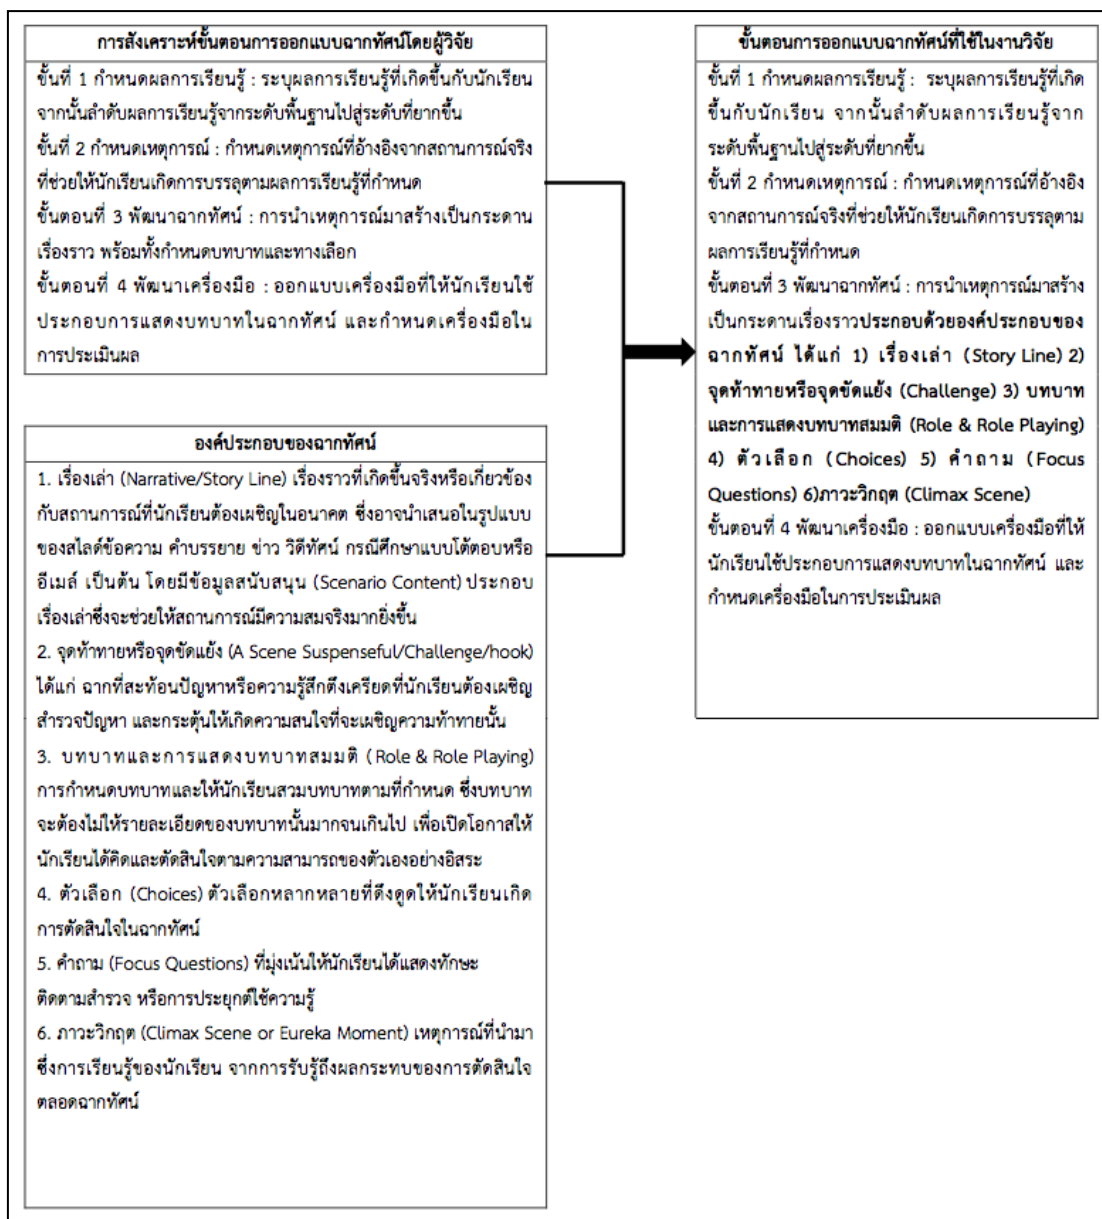 การสังเคราะห์ขั้นตอนการออกแบบฉากทัศน์โดยผู้วิจัย
ขั้นที่ 1 กำหนดผลการเรียนรู้ : ระบุผลการเรียนรู้ที่เกิดขึ้นกับนักเรียน
จากนั้นลำดับผลการเรียนรู้จากระดับพื้นฐานไปสู่ระดับที่ยากขึ้น
ขั้นที่ 2 กำหนดเหตุการณ์ : กำหนดเหตุการณ์ที่อ้างอิงจากสถานการณ์จริง
ที่ช่วยให้นักเรียนเกิดการบรรลุตามผลการเรียนรู้ที่กำหนด
ขั้นตอนที่ 3 พัฒนาฉากทัศน์ : การนำเหตุการณ์มาสร้างเป็นกระดาน
เรื่องราว พร้อมทั้งกำหนดบทบาทและทางเลือก
ขั้นตอนที่ 4 พัฒนาเครื่องมือ : ออกแบบเครื่องมือที่ให้นักเรียนใช้
ประกอบการแสดงบทบาทในฉากทัศน์ และกำหนดเครื่องมือใน
การประเมินผล
องค์ประกอบของฉากทัศน์
1. เรื่องเล่า (Narrative/Story Line) เรื่องราวที่เกิดขึ้นจริงหรือเกี่ยวข้อง
กับสถานการณ์ที่นักเรียนต้องเผชิญในอนาคต ซึ่งอาจนำเสนอในรูปแบบ
ของสไลด์ข้อความ คำบรรยาย ข่าว วิดีทัศน์ กรณีศึกษาแบบโต้ตอบหรือ
อีเมล์ เป็นต้น โดยมีข้อมูลสนับสนุน (Scenario Content) ประกอบ
เรื่องเล่าซึ่งจะช่วยให้สถานการณ์มีความสมจริงมากยิ่งขึ้น
2. จุดท้าทายหรือจุดขัดแย้ง (A Scene Suspenseful/Challenge/hook)
ได้แก่ ฉากที่สะท้อนปัญหาหรือความรู้สึกตึงเครียดที่นักเรียนต้องเผชิญ
สำรวจปัญหา และกระตุ้นให้เกิดความสนใจที่จะเผชิญความท้าทายนั้น
3. บทบาทและการแสดงบทบาทสมมติ (Role & Role Playing)
การกำหนดบทบาทและให้นักเรียนสวมบทบาทตามที่กำหนด ซึ่งบทบาท
จะต้องไม่ให้รายละเอียดของบทบาทนั้นมากจนเกินไป เพื่อเปิดโอกาสให้
นักเรียนได้คิดและตัดสินใจตามความสามารถของตัวเองอย่างอิสระ
4. ตัวเลือก (Choices) ตัวเลือกหลากหลายที่ดึงดูดให้นักเรียนเกิด
การตัดสินใจในฉากทัศน์
5. คำถาม (Focus Questions) ที่มุ่งเน้นให้นักเรียนได้แสดงทักษะ
ติดตามสำรวจ หรือการประยุกต์ใช้ความรู้
6. ภาวะวิกฤต (Climax Scene or Eureka Moment) เหตุการณ์ที่นำมา
ซึ่งการเรียนรู้ของนักเรียน จากการรับรู้ถึงผลกระทบของการตัดสินใจ
ตลอดฉากทัศน์
ขั้นตอนการออกแบบฉากทัศน์ที่ใช้ในงานวิจัย
ขั้นที่ 1 กำหนดผลการเรียนรู้ : ระบุผลการเรียนรู้ที่เกิด
ขึ้นกับนักเรียน จากนั้นลำดับผลการเรียนรู้จาก
ระดับพื้นฐานไปสู่ระดับที่ยากขึ้น
ขั้นที่ 2 กำหนดเหตุการณ์ : กำหนดเหตุการณ์ที่อ้างอิง
จากสถานการณ์จริงที่ช่วยให้นักเรียนเกิดการบรรลุตาม
ผลการเรียนรู้ที่กำหนด
ขั้นตอนที่ 3 พัฒนาฉากทัศน์ : การนำเหตุการณ์มาสร้าง
เป็นกระดานเรื่องราวประกอบด้วยองค์ประกอบของ
ฉากทัศน์ ได้แก่ 1) เรื่องเล่า (Story Line) 2)
จุดท้าทายหรือจุดขัดแย้ง (Challenge) 3) บทบาท
และการแสดงบทบาทสมมติ (Role & Role Playing)
4) ตัวเลือก (Choices) 5) คำถาม (Focus
Questions) 6)ภาวะวิกฤต (Climax Scene)
ขั้นตอนที่ 4 พัฒนาเครื่องมือ : ออกแบบเครื่องมือที่ให้
นักเรียนใช้ประกอบการแสดงบทบาทในฉากทัศน์ และ
กำหนดเครื่องมือในการประเมินผล